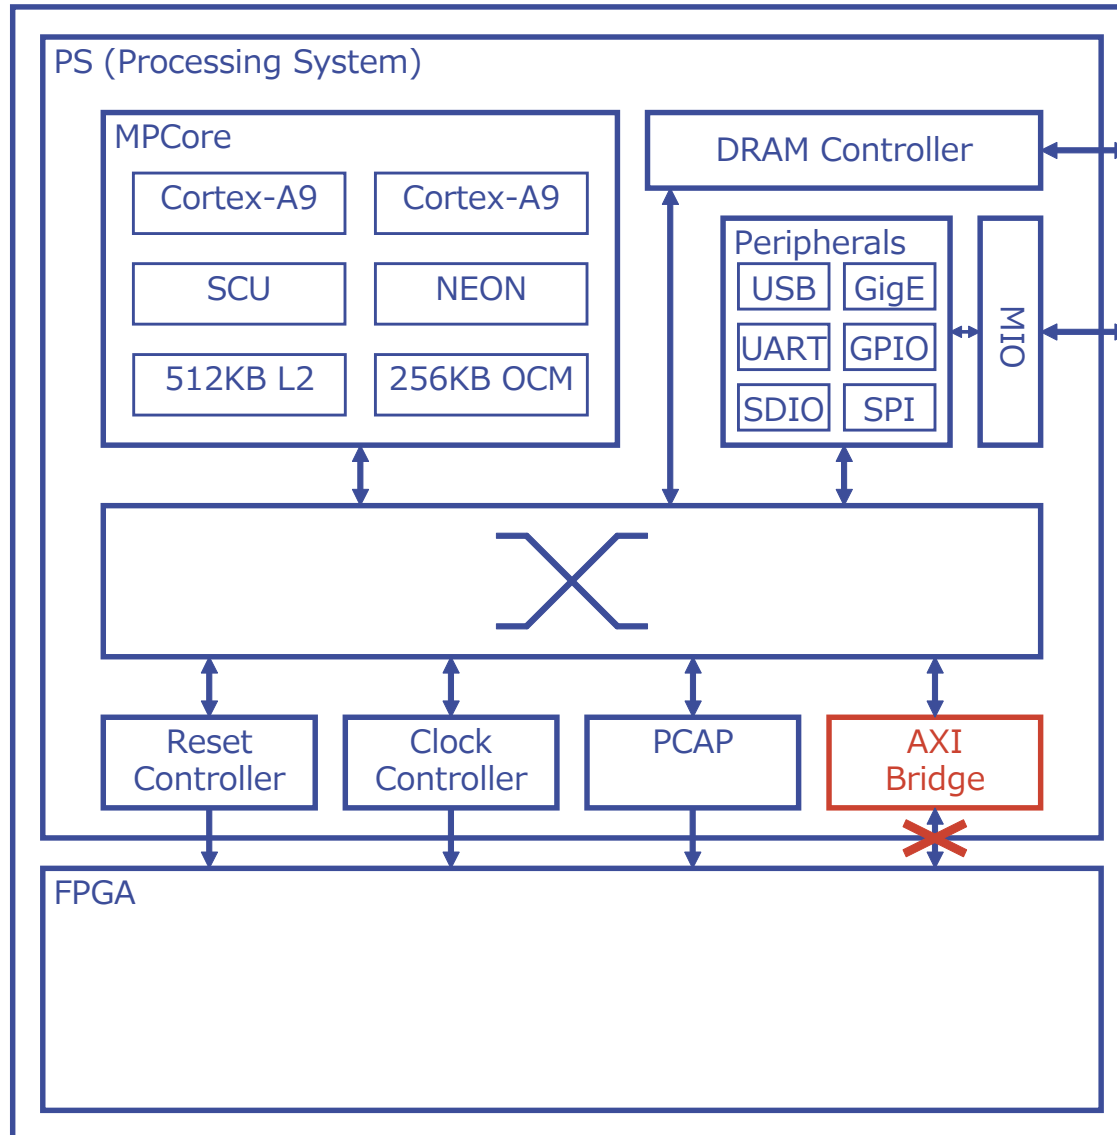 PS (Processing System)
MPCore
Cortex-A9
Cortex-A9
SCU
NEON
512KB L2
256KB OCM
DRAM Controller
Peripherals
USB
GigE
UART
GPIO
SDIO
SPI
MIO
Reset
Controller
Clock
Controller
PCAP
AXI
Bridge
FPGA